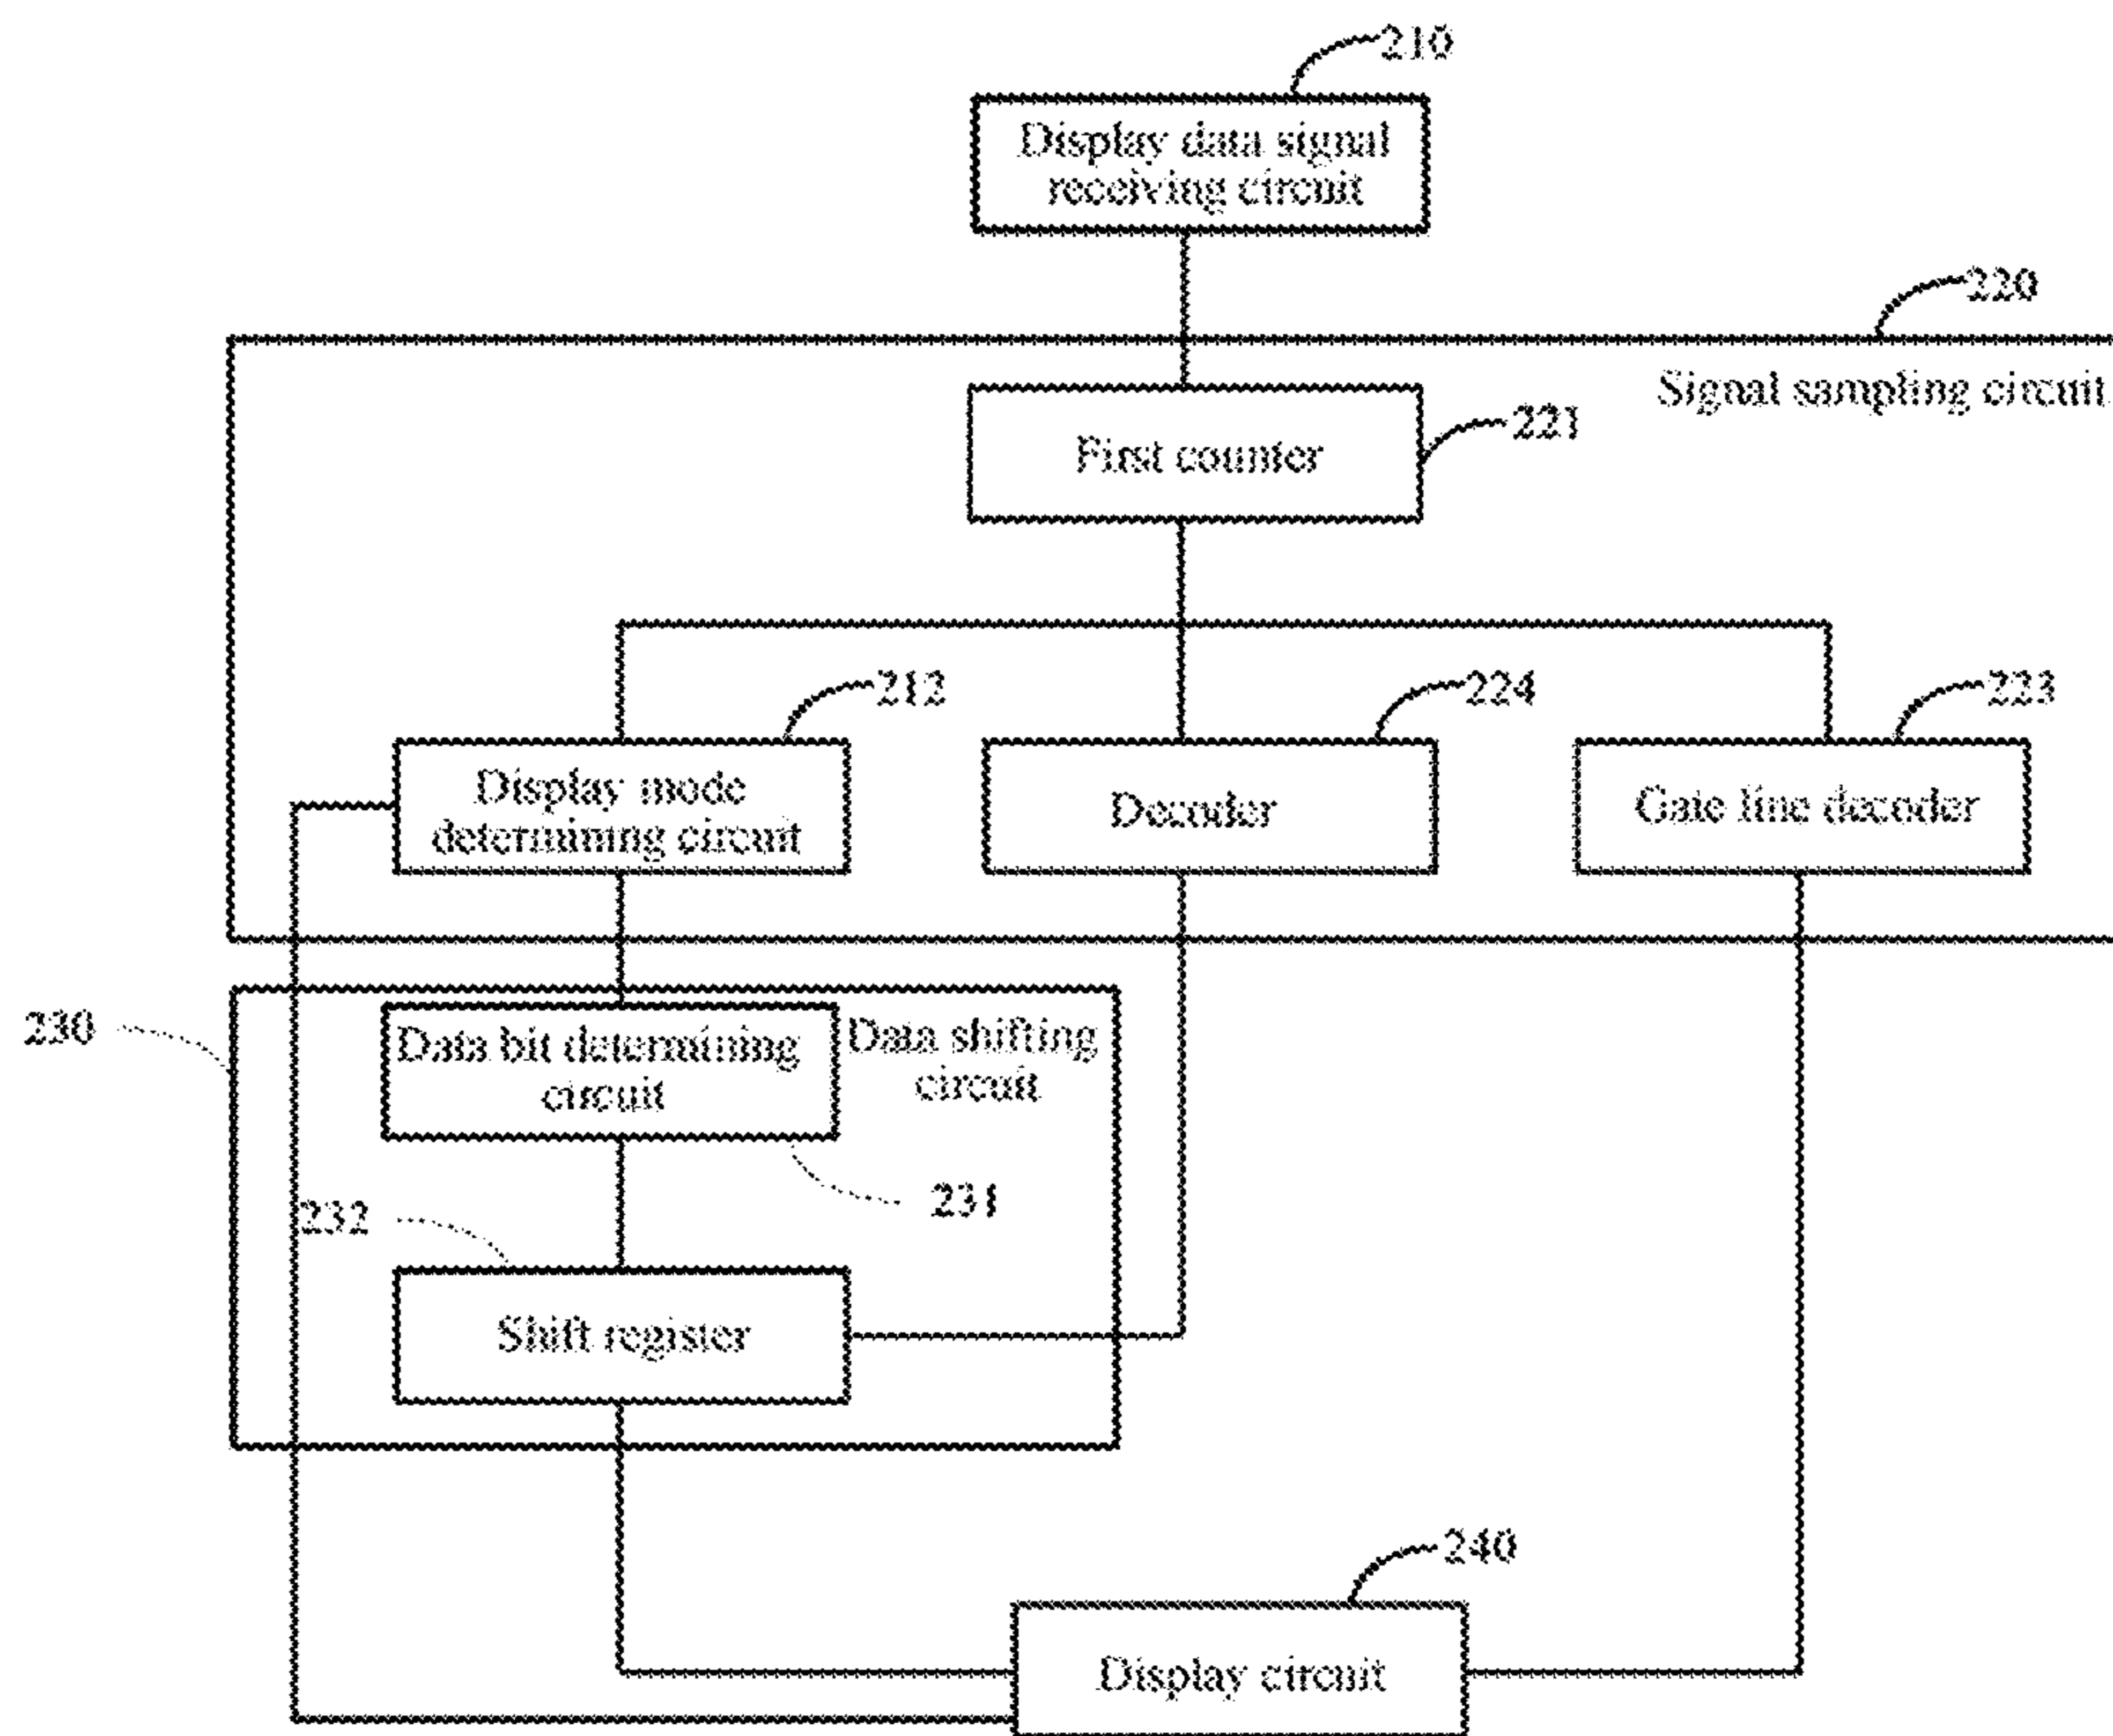 210
Display data signal
receiving circuit
220
Signal sampling circuit
First counter
221
212
224
223
Display mode
determining circuit
Decoder
Gate line decoder
230
Data bit determining
circuit
Data shifting
circuit
231
232
Shift register
240
Display circuit